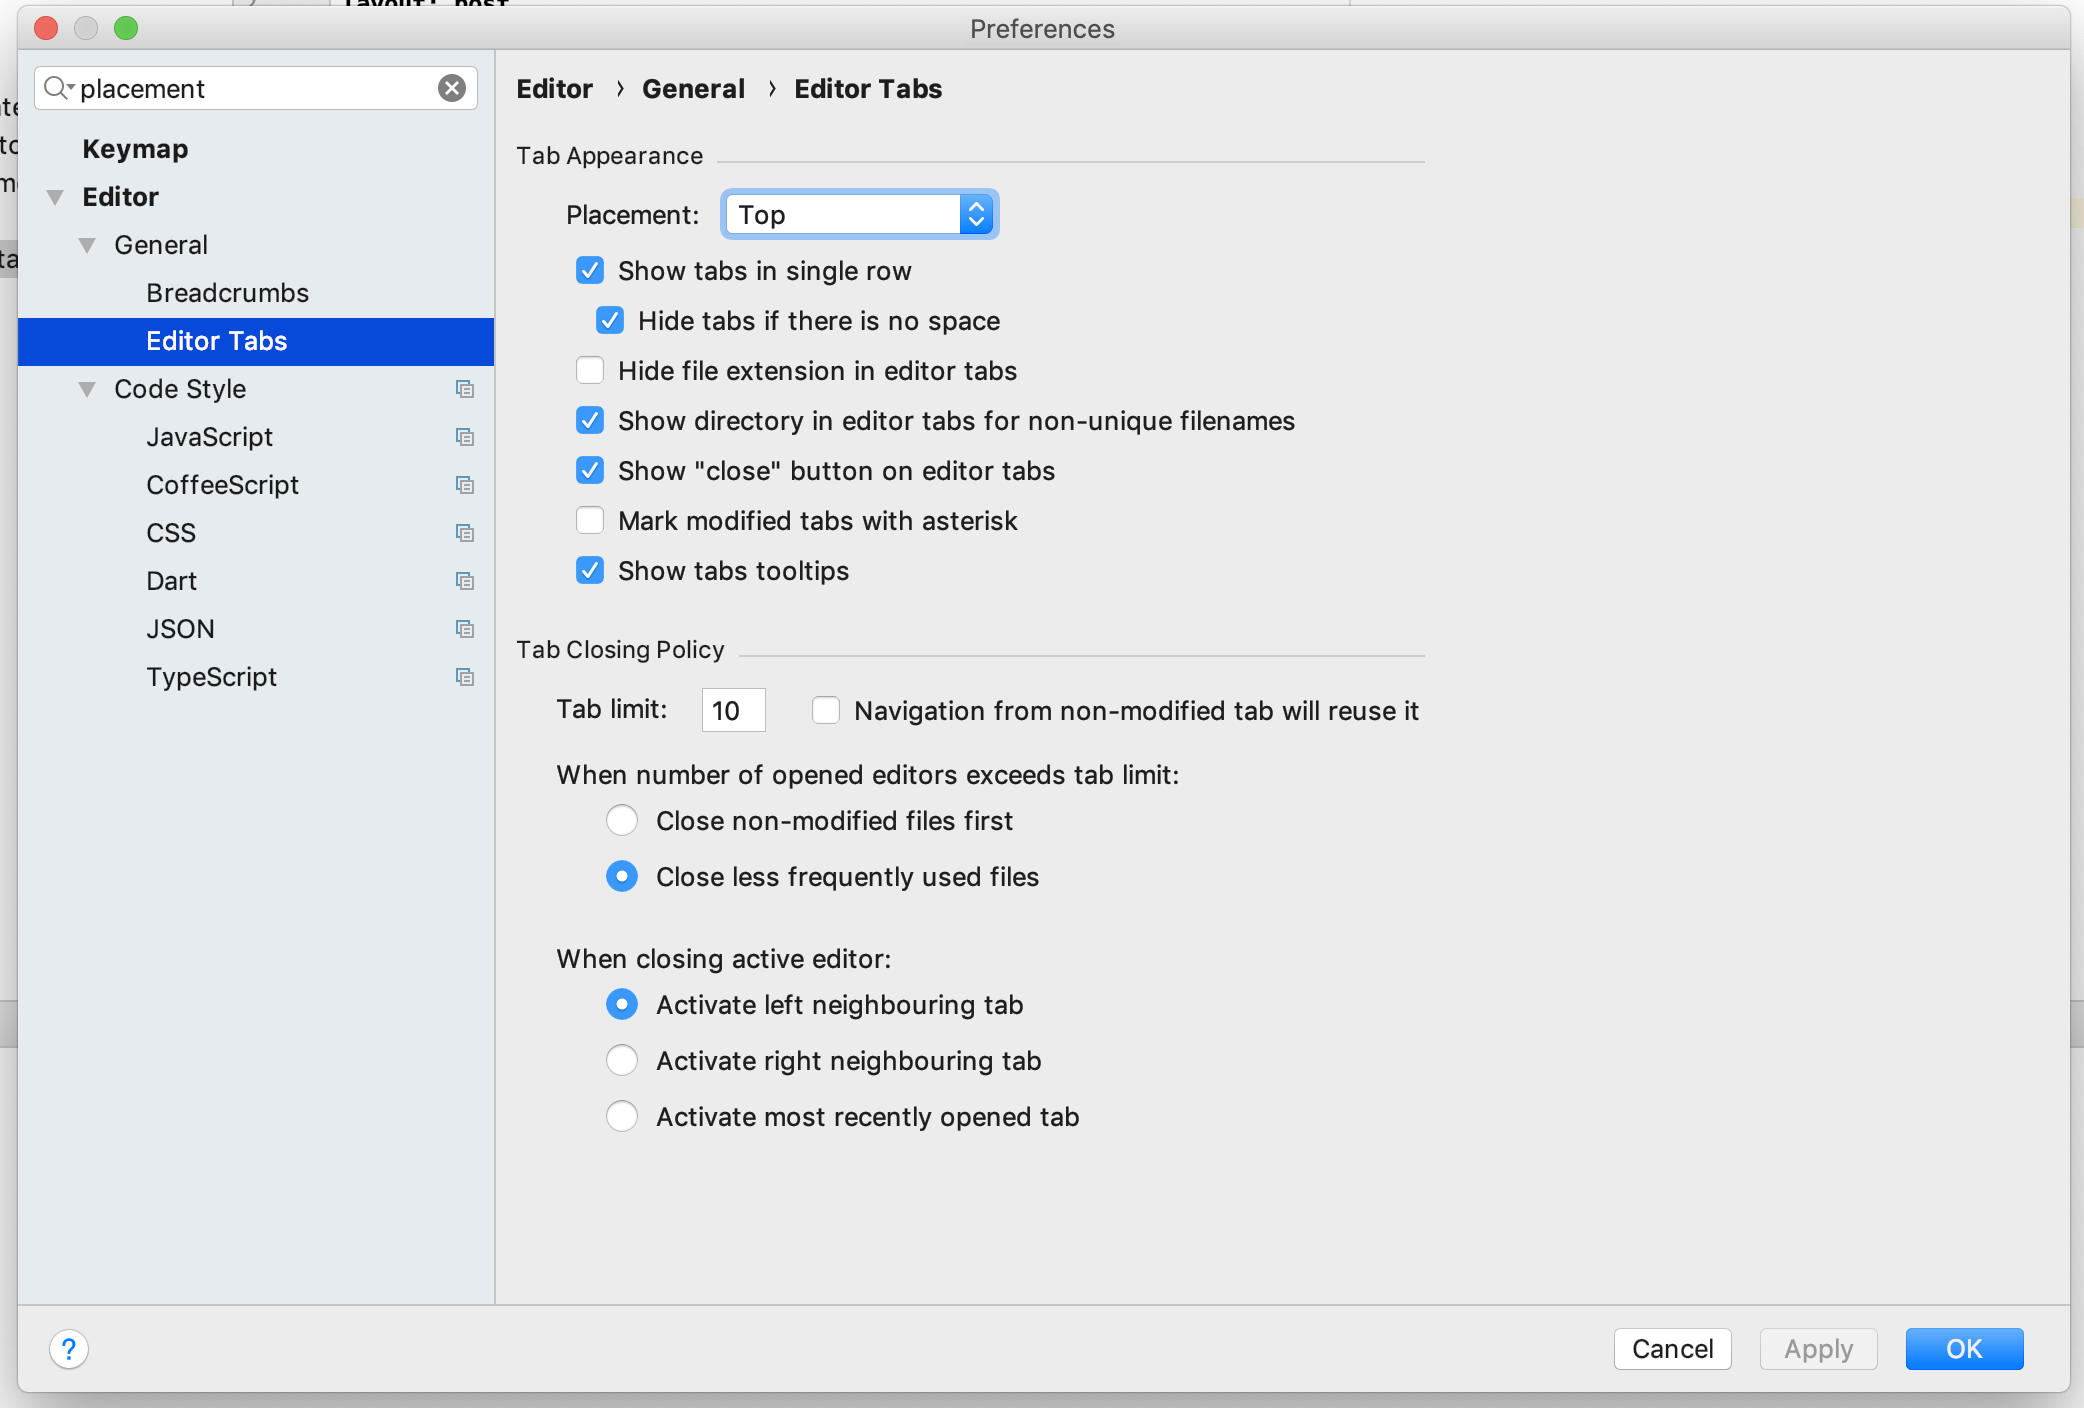 layout: post
Preferences
placement
Keymap
Editor
General
Breadcrumbs
Editor Tabs
Code Style
JavaScript
CoffeeScript
CSS
Dart
JSON
TypeScript
Editor › General › Editor Tabs
Tab Appearance
Placement: Top
Show tabs in single row
Hide tabs if there is no space
Hide file extension in editor tabs
Show directory in editor tabs for non-unique filenames
Show "close" button on editor tabs
Mark modified tabs with asterisk
Show tabs tooltips
Tab Closing Policy
Tab limit: 10 Navigation from non-modified tab will reuse it
When number of opened editors exceeds tab limit:
Close non-modified files first
Close less frequently used files
When closing active editor:
Activate left neighbouring tab
Activate right neighbouring tab
Activate most recently opened tab
? Cancel Apply OK